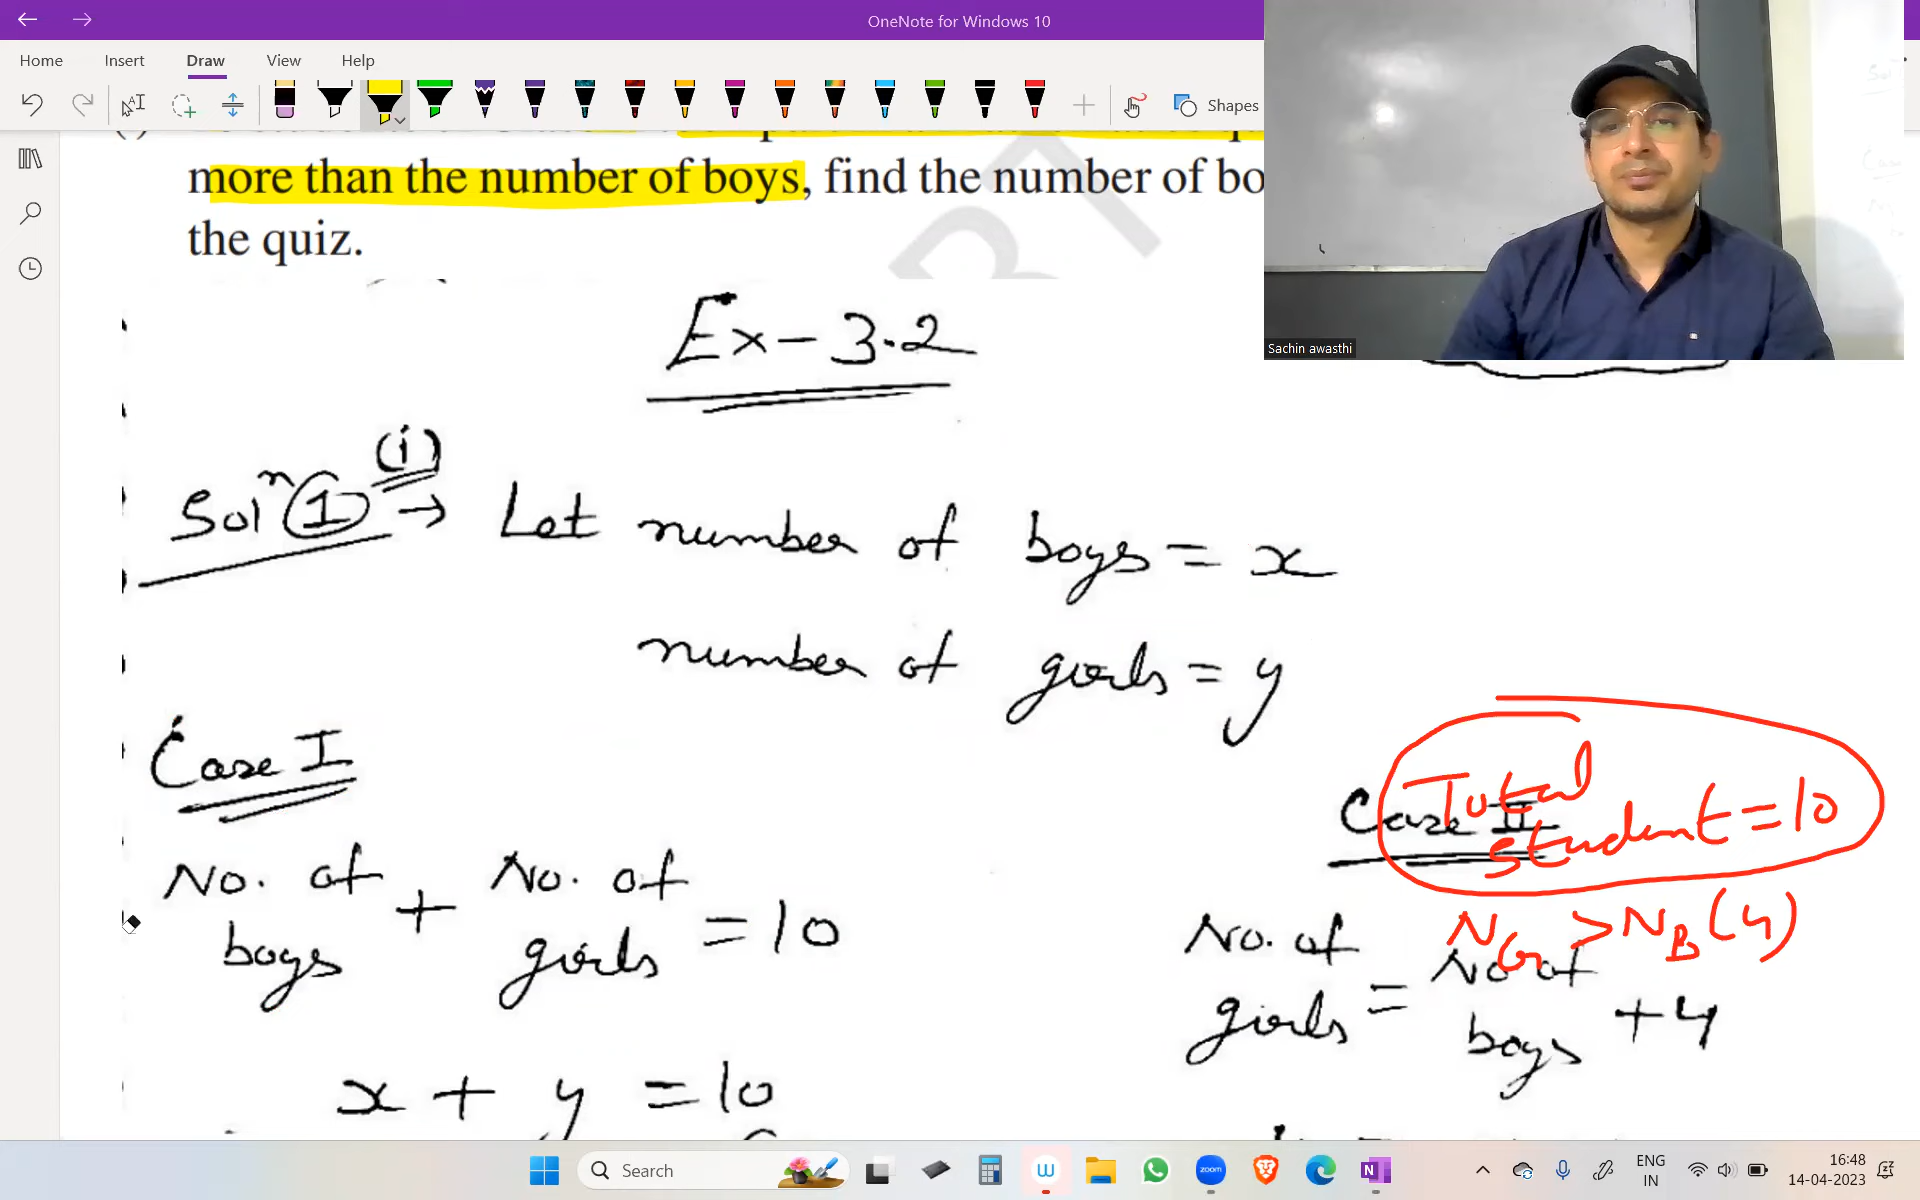 OneNote for Windows 10
Home Insert Draw View Help
Shapes
more than the number of boys, find the number of bo
the quiz.
Sachin awasthi
Ex-3.2
Solⁿ 1 (i) → Let number of boys = x
number of girls = y
Case I
Case II
Total
student = 10
No. of boys + No. of girls = 10
NG > NB (4)
No. of girls = No of boys + 4
x + y = 10
Search
ENG
IN
16:48
14-04-2023